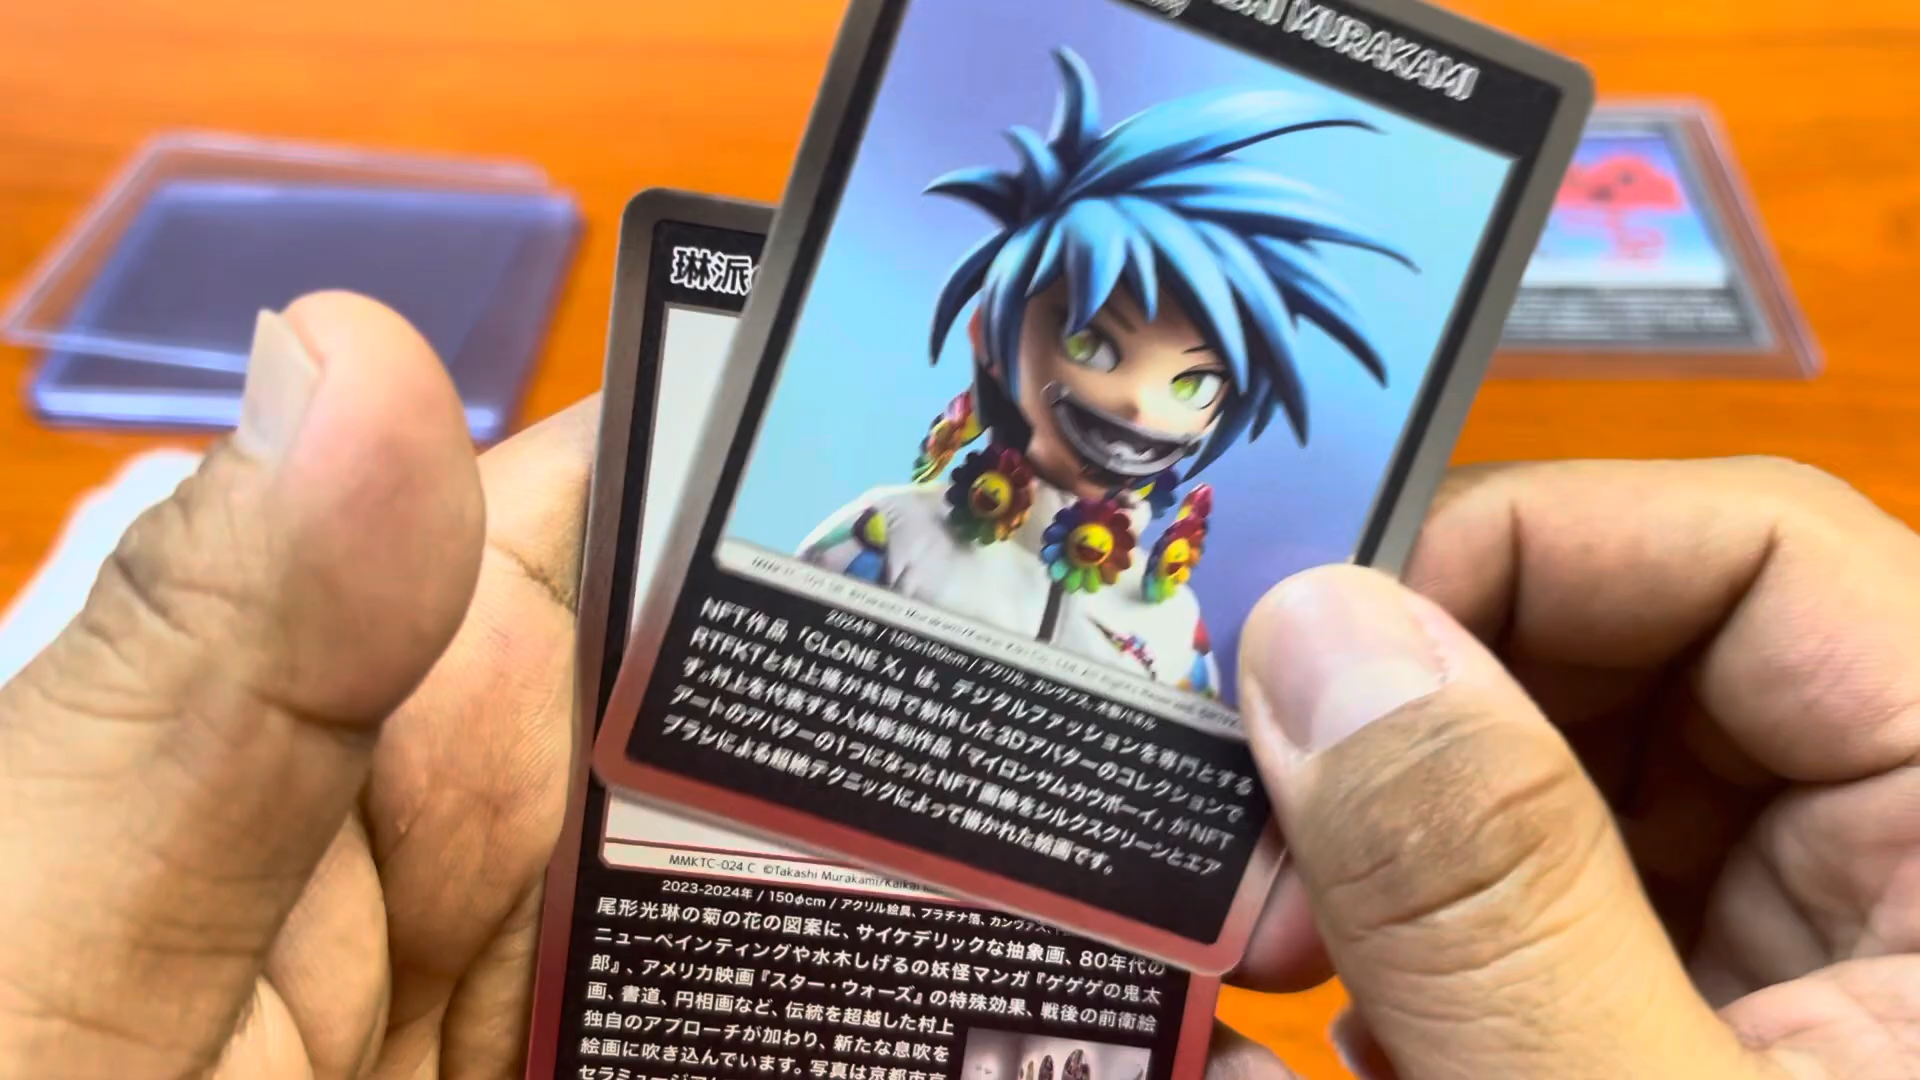 MURAKAMI
2024年 / 100x100cm / アクリル、カンヴァス、木製パネル
NFT作品「CLONE X」は、デジタルファッションを専門とする
RTFKTと村上隆が共同で制作した3Dアバターのコレクションで
す。村上を代表する人体彫刻作品「マイロンサムカウボーイ」がNFT
アートのアバターの1つになったNFT画像をシルクスクリーンとエア
ブラシによる超絶テクニックによって描かれた絵画です。
琳派
MMKTC-024 C ©Takashi Murakami/Kaikai
2023-2024年 / 150φcm / アクリル絵具、プラチナ箔、カンヴァス、
尾形光琳の菊の花の図案に、サイケデリックな抽象画、80年代の
ニューペインティングや水木しげるの妖怪マンガ『ゲゲゲの鬼太
郎』、アメリカ映画『スター・ウォーズ』の特殊効果、戦後の前衛絵
画、書道、円相画など、伝統を超越した村上
独自のアプローチが加わり、新たな息吹を
絵画に吹き込んでいます。写真は京都市京
セラミュージア